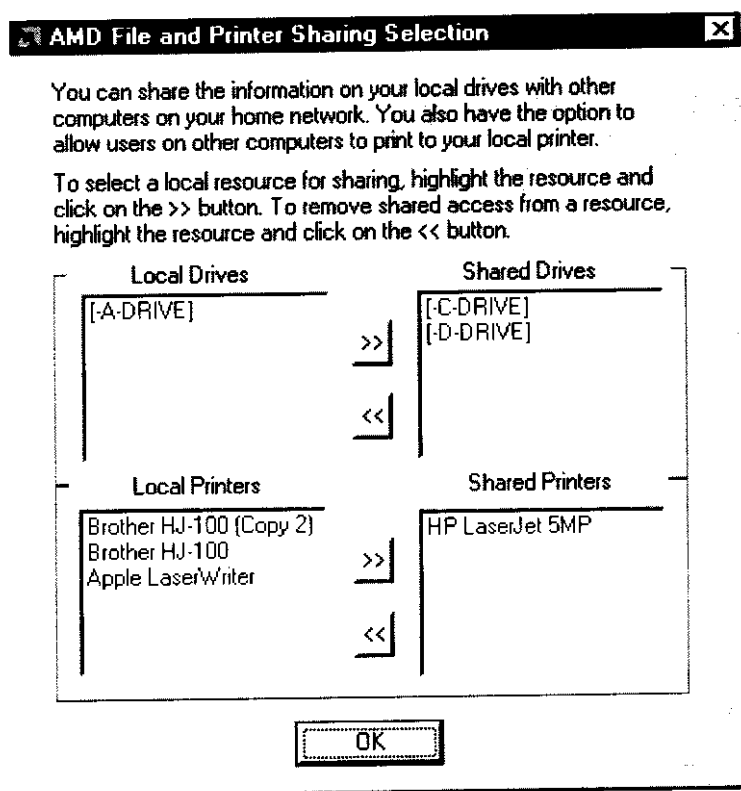 AMD File and Printer Sharing Selection
You can share the information on your local drives with other
computers on your home network. You also have the option to
allow users on other computers to print to your local printer.
To select a local resource for sharing, highlight the resource and
click on the >> button. To remove shared access from a resource,
highlight the resource and click on the << button.
Local Drives
Shared Drives
[-A-DRIVE]
[-C-DRIVE]
[-D-DRIVE]
>>
<<
Local Printers
Shared Printers
Brother HJ-100 (Copy 2)
Brother HJ-100
Apple LaserWriter
HP LaserJet 5MP
>>
<<
OK